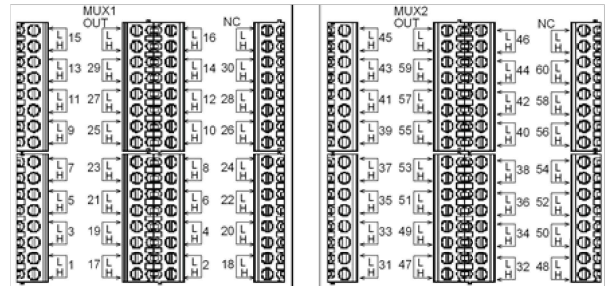 MUX1 MUX2
OUT NC OUT NC
L H 15 L H L H 16 L H L H 45 L H L H 46 L H
L H 13 29 L H L H 14 30 L H L H 43 59 L H L H 44 60 L H
L H 11 27 L H L H 12 28 L H L H 41 57 L H L H 42 58 L H
L H 9 25 L H L H 10 26 L H L H 39 55 L H L H 40 56 L H
L H 7 23 L H L H 8 24 L H L H 37 53 L H L H 38 54 L H
L H 5 21 L H L H 6 22 L H L H 35 51 L H L H 36 52 L H
L H 3 19 L H L H 4 20 L H L H 33 49 L H L H 34 50 L H
L H 1 17 L H L H 2 18 L H L H 31 47 L H L H 32 48 L H